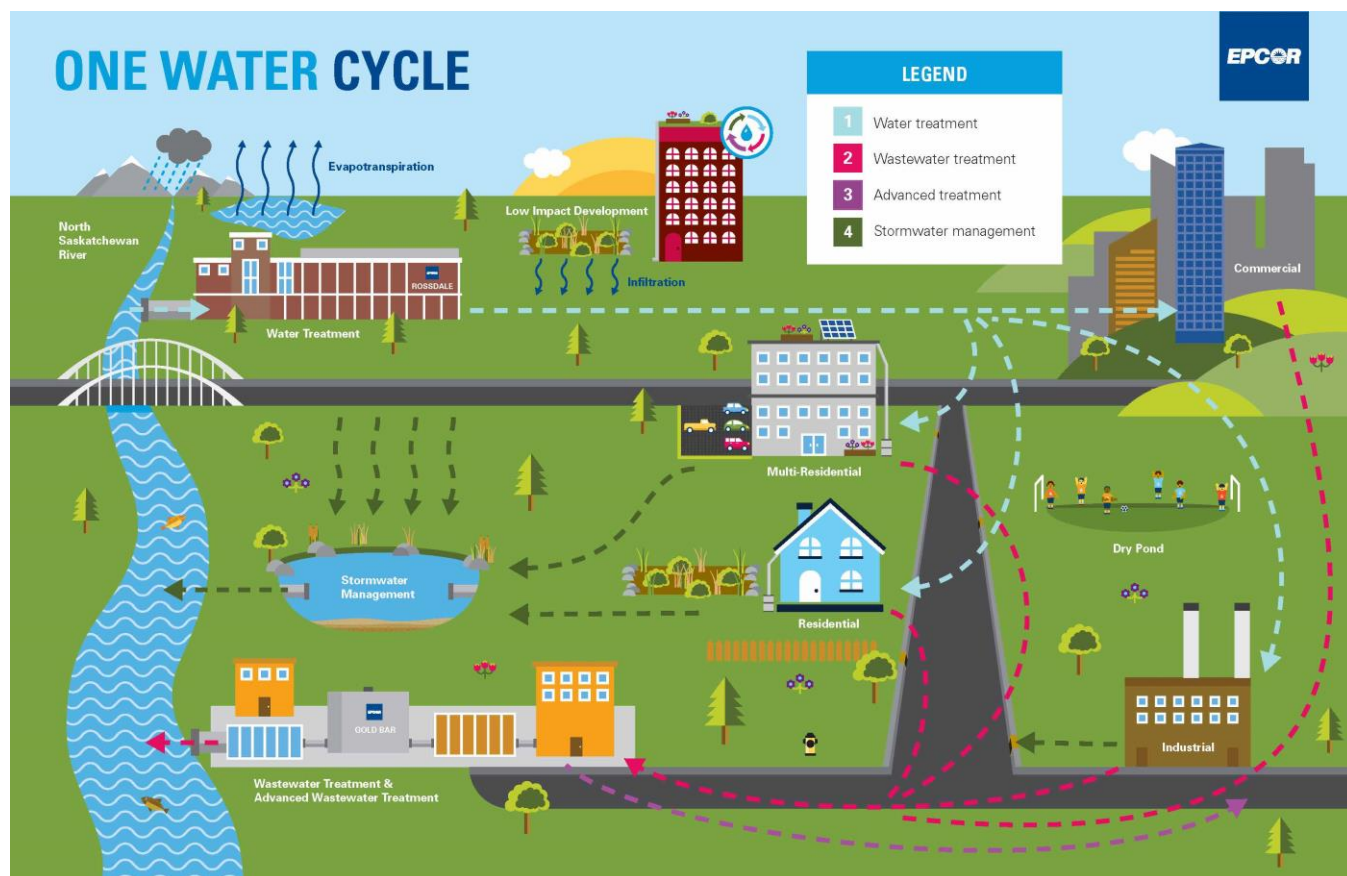 ONE WATER CYCLE
LEGEND
1 Water treatment
2 Wastewater treatment
3 Advanced treatment
4 Stormwater management
EPCOR
Evapotranspiration
North
Saskatchewan
River
Low Impact Development
Infiltration
EPCOR
ROSSDALE
Water Treatment
Commercial
Multi-Residential
Dry Pond
Stormwater
Management
Residential
EPCOR
GOLD BAR
Industrial
Wastewater Treatment &
Advanced Wastewater Treatment